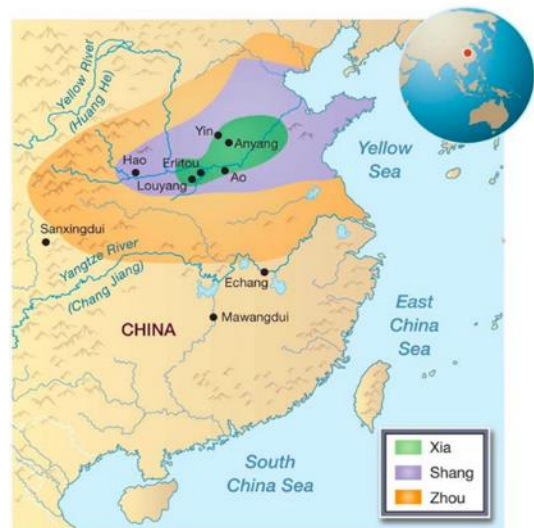 Yellow River
(Huang He)
Yin
Anyang
Hao
Erlitou
Louyang
Ao
Yellow
Sea
Sanxingdui
Yangtze River
(Chang Jiang)
Echang
CHINA
Mawangdui
East
China
Sea
South
China Sea
Xia
Shang
Zhou